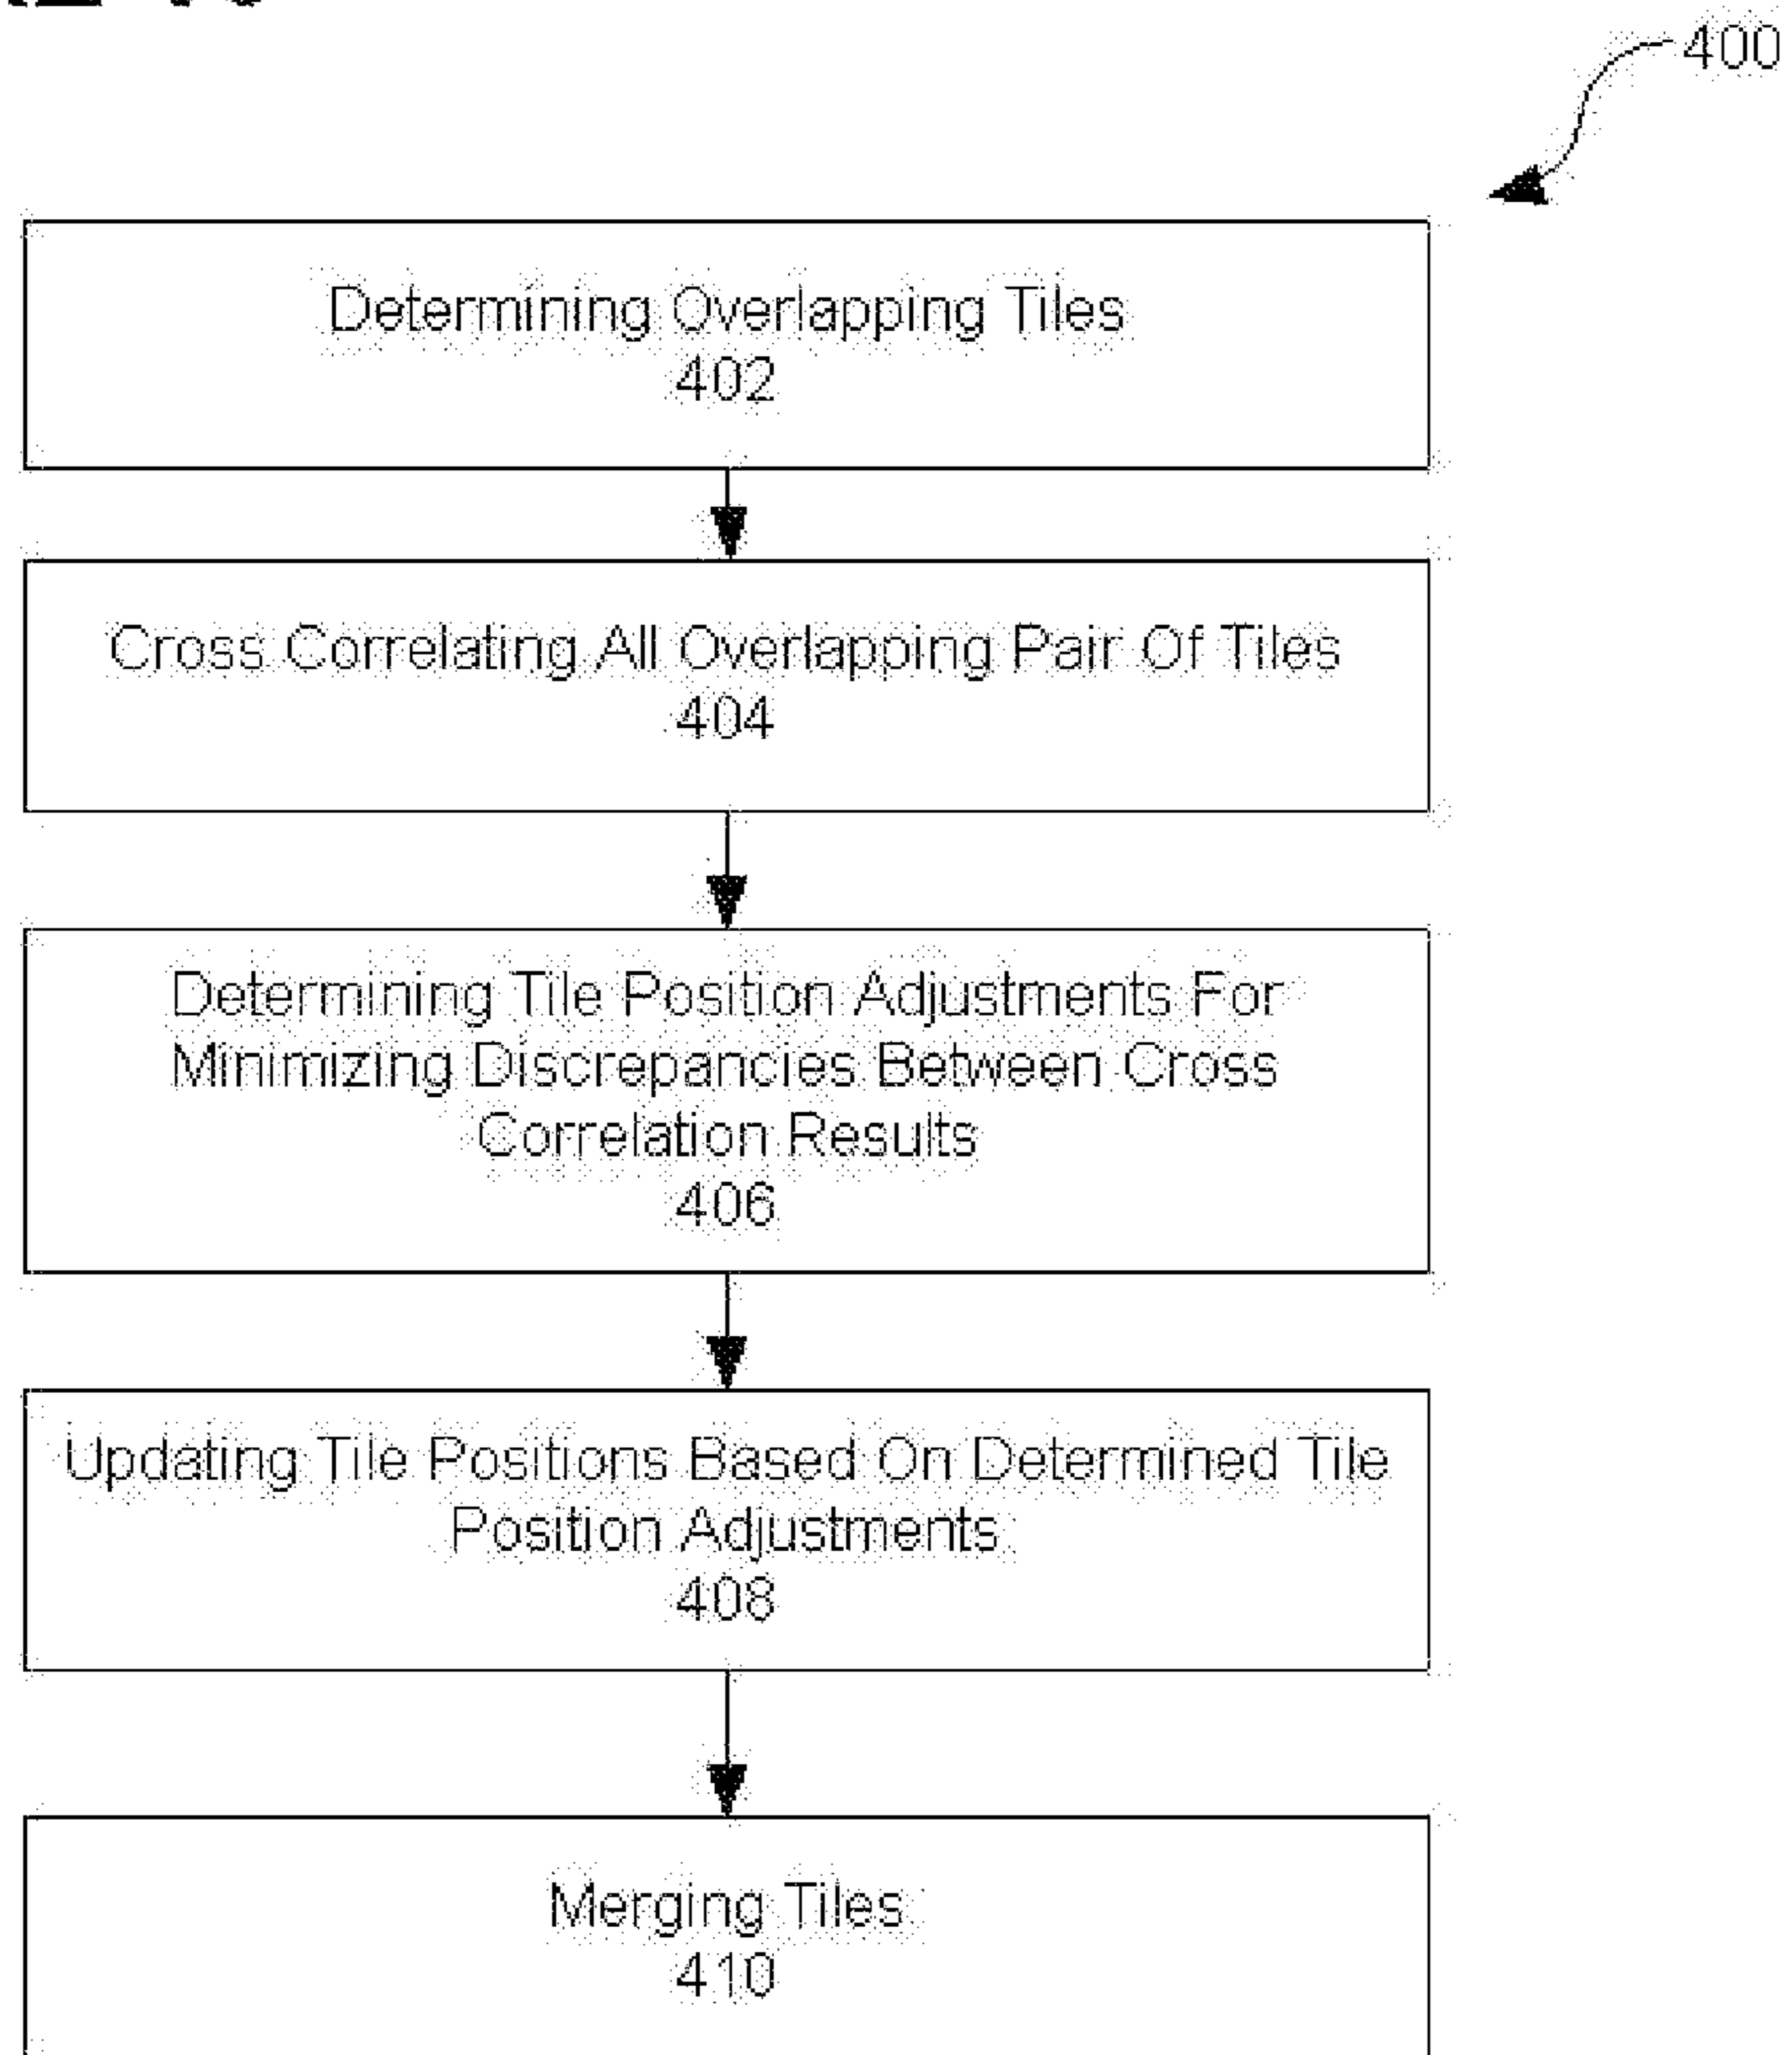 400
Determining Overlapping Tiles
402
Cross Correlating All Overlapping Pair Of Tiles
404
Determining Tile Position Adjustments For
Minimizing Discrepancies Between Cross
Correlation Results
406
Updating Tile Positions Based On Determined Tile
Position Adjustments
408
Merging Tiles
410